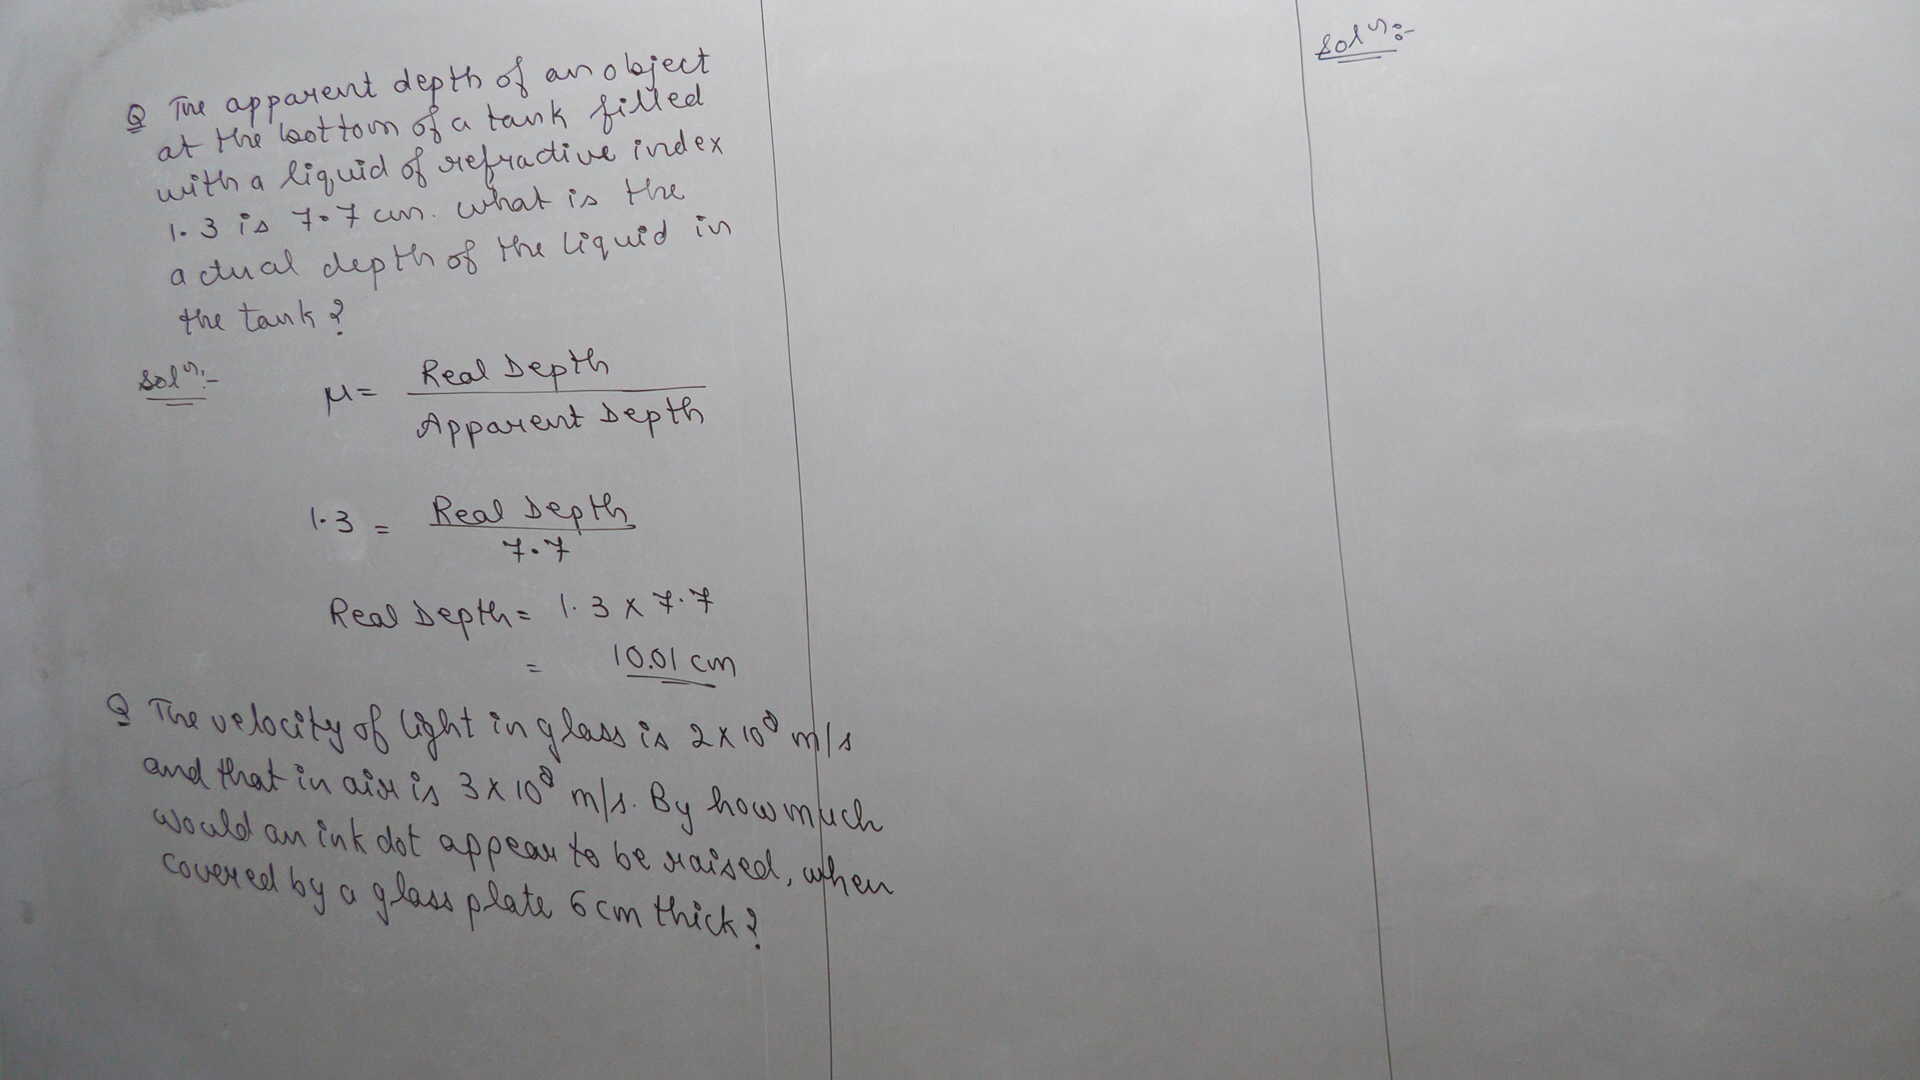 Q The apparent depth of an object
at the bottom of a tank filled
with a liquid of refractive index
1.3 is 7.7 cm. what is the
actual depth of the liquid in
the tank?
Solⁿ:-
μ = Real Depth
Apparent Depth
1.3 = Real Depth
7.7
Real Depth = 1.3 x 7.7
= 10.01 cm
Q The velocity of light in glass is 2 x 10⁸ m/s
and that in air is 3 x 10⁸ m/s. By how much
would an ink dot appear to be raised, when
covered by a glass plate 6 cm thick?
Solⁿ:-